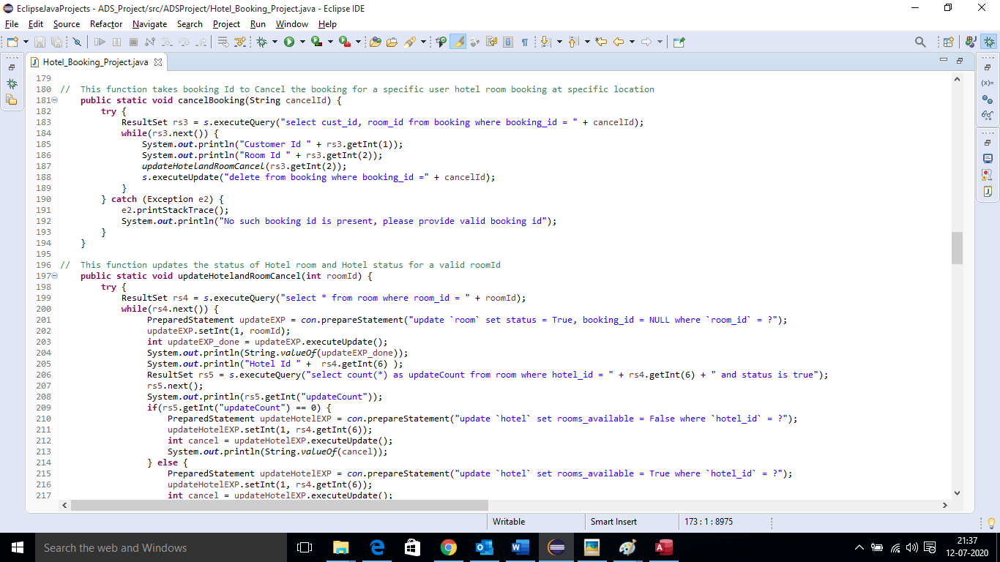 EclipseJavaProjects - ADS_Project/src/ADSProject/Hotel_Booking_Project.java - Eclipse IDE
File Edit Source Refactor Navigate Search Project Run Window Help
Hotel_Booking_Project.java
179
180 //  This function takes booking Id to Cancel the booking for a specific user hotel room booking at specific location
181     public static void cancelBooking(String cancelId) {
182         try {
183             ResultSet rs3 = s.executeQuery("select cust_id, room_id from booking where booking_id = " + cancelId);
184             while(rs3.next()) {
185                 System.out.println("Customer Id " + rs3.getInt(1));
186                 System.out.println("Room Id " + rs3.getInt(2));
187                 updateHotelandRoomCancel(rs3.getInt(2));
188                 s.executeUpdate("delete from booking where booking_id =" + cancelId);
189             }
190         } catch (Exception e2) {
191             e2.printStackTrace();
192             System.out.println("No such booking id is present, please provide valid booking id");
193         }
194     }
195
196 //  This function updates the status of Hotel room and Hotel status for a valid roomId
197     public static void updateHotelandRoomCancel(int roomId) {
198         try {
199             ResultSet rs4 = s.executeQuery("select * from room where room_id = " + roomId);
200             while(rs4.next()) {
201                  PreparedStatement updateEXP = con.prepareStatement("update `room` set status = True, booking_id = NULL where `room_id` = ?");
202                  updateEXP.setInt(1, roomId);
203                  int updateEXP_done = updateEXP.executeUpdate();
204                  System.out.println(String.valueOf(updateEXP_done));
205                  System.out.println("Hotel Id " +  rs4.getInt(6) );
206                  ResultSet rs5 = s.executeQuery("select count(*) as updateCount from room where hotel_id = " + rs4.getInt(6) + " and status is true");
207                  rs5.next();
208                  System.out.println(rs5.getInt("updateCount"));
209                  if(rs5.getInt("updateCount") == 0) {
210                      PreparedStatement updateHotelEXP = con.prepareStatement("update `hotel` set rooms_available = False where `hotel_id` = ?");
211                      updateHotelEXP.setInt(1, rs4.getInt(6));
212                      int cancel = updateHotelEXP.executeUpdate();
213                      System.out.println(String.valueOf(cancel));
214                  } else {
215                      PreparedStatement updateHotelEXP = con.prepareStatement("update `hotel` set rooms_available = True where `hotel_id` = ?");
216                      updateHotelEXP.setInt(1, rs4.getInt(6));
217                      int cancel = updateHotelEXP.executeUpdate();
Writable Smart Insert 173 : 1 : 8975
Search the web and Windows
21:37
12-07-2020